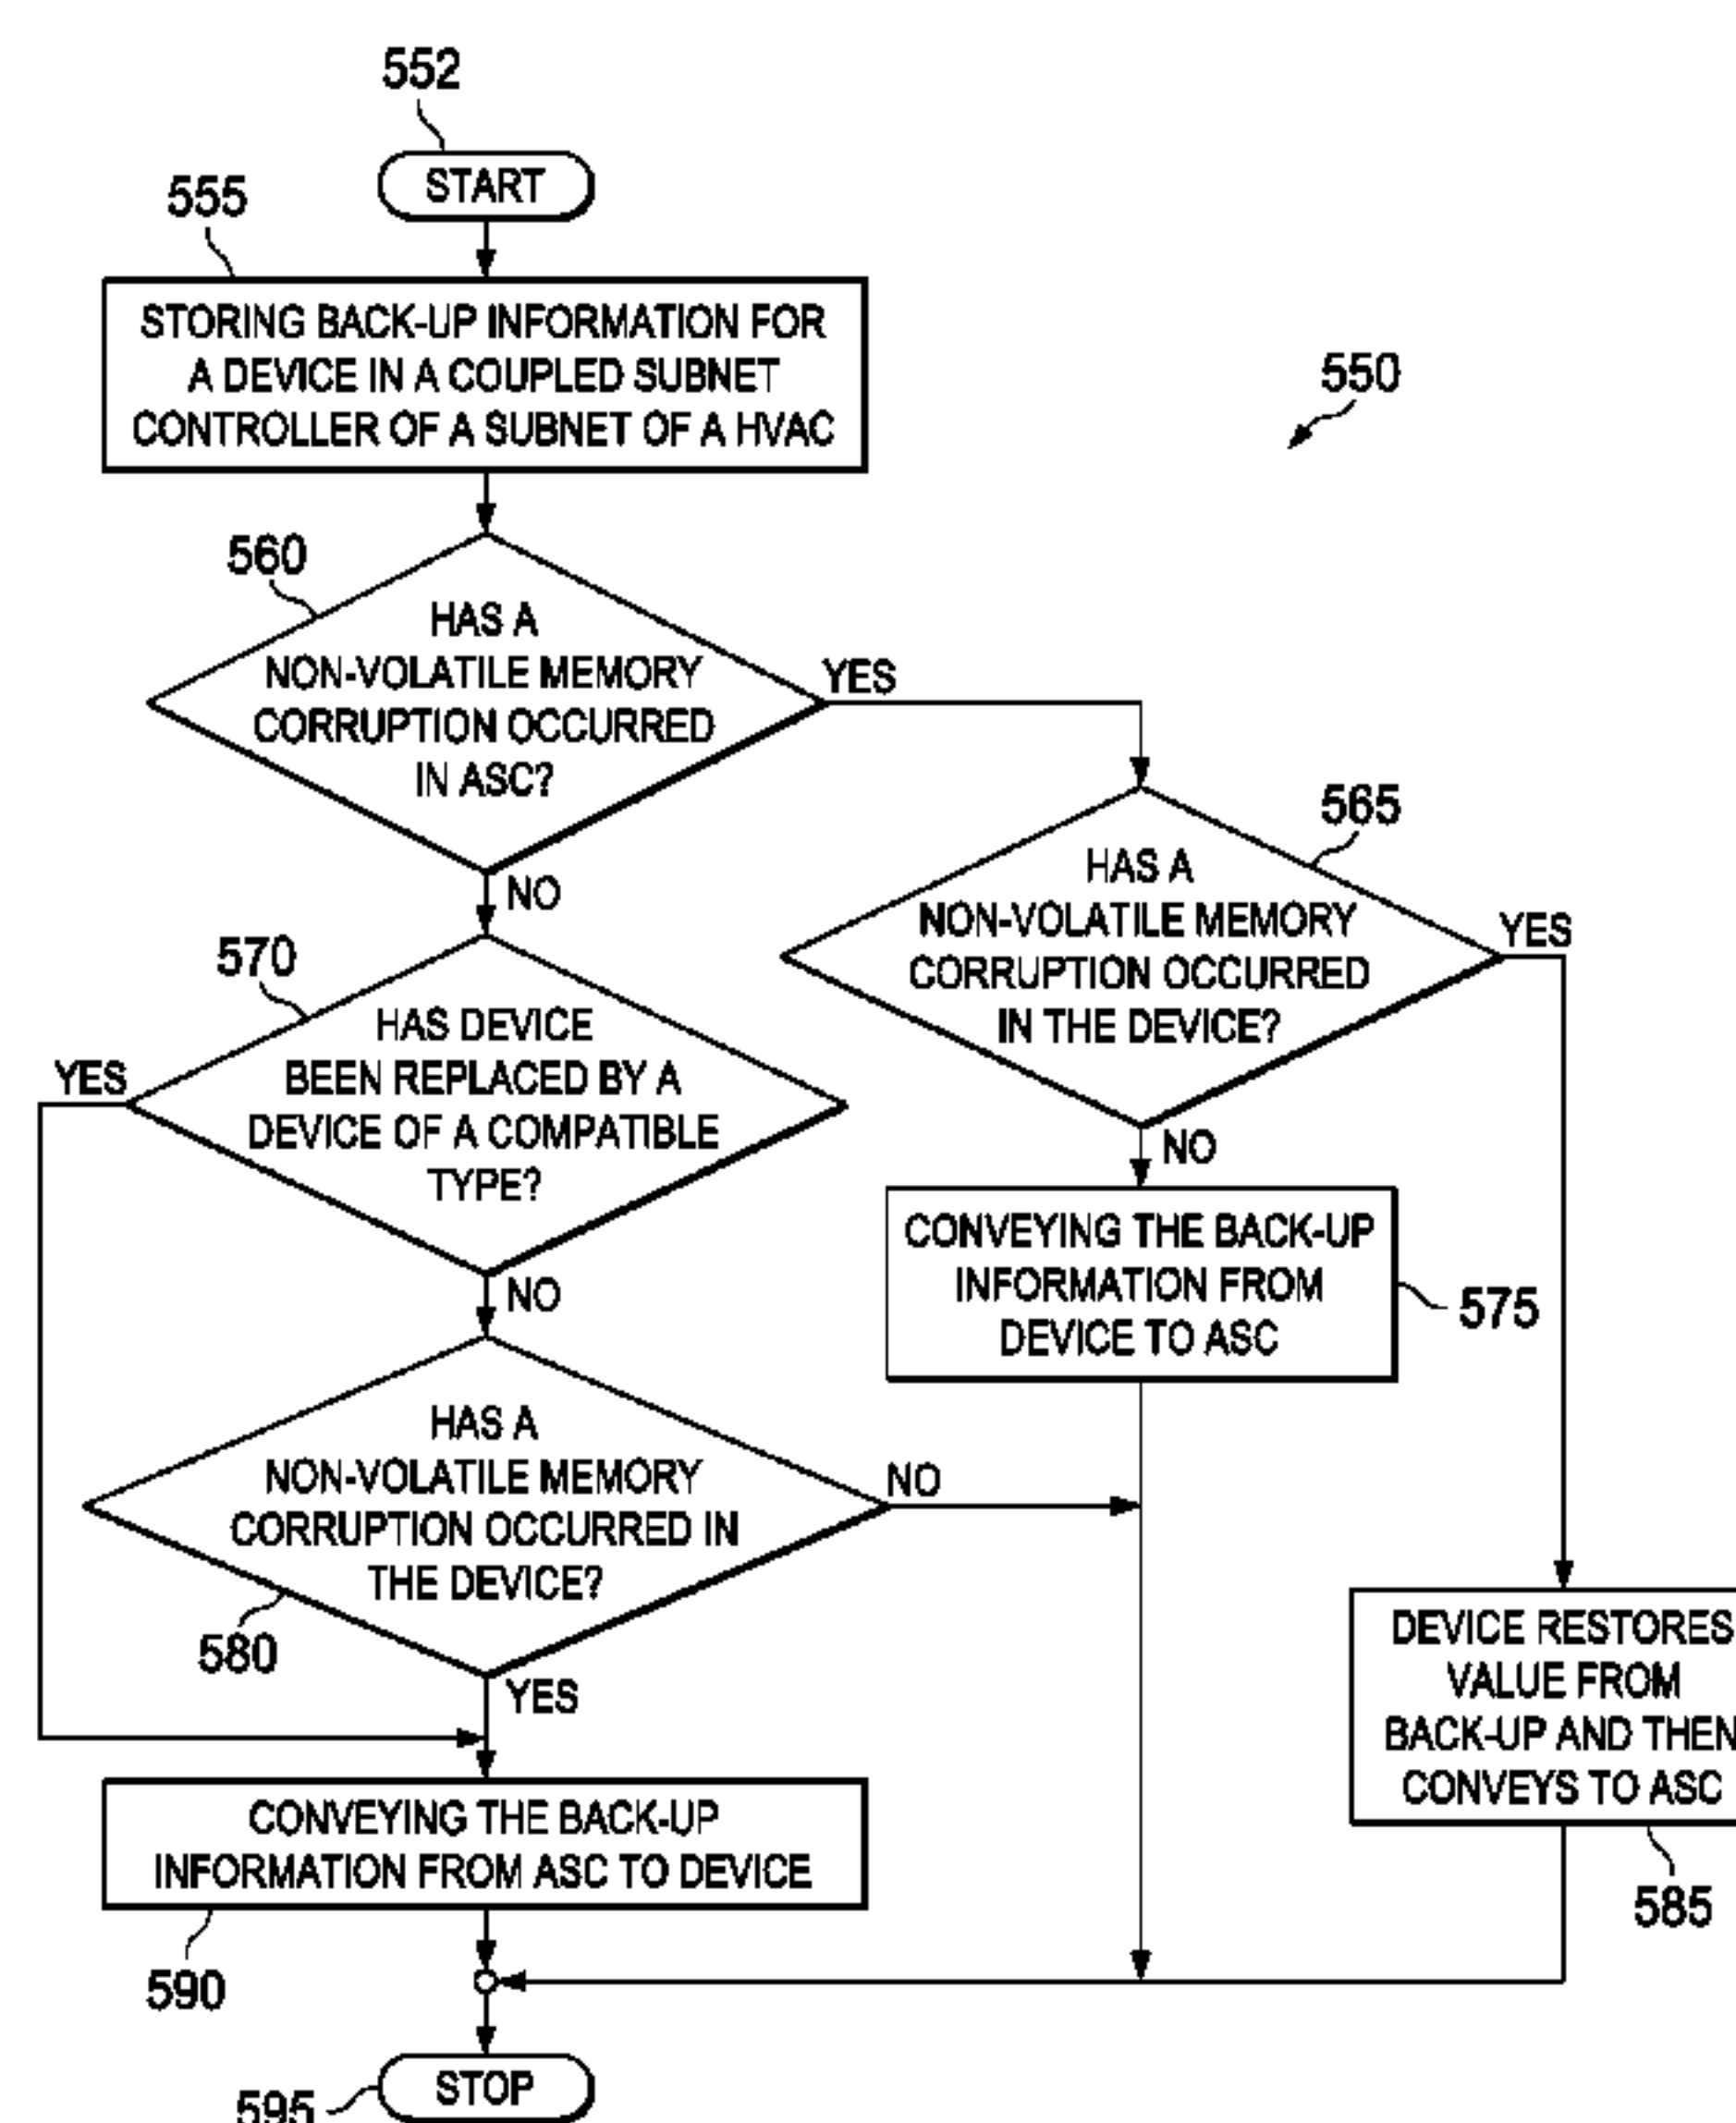 552
START
555
STORING BACK-UP INFORMATION FOR
A DEVICE IN A COUPLED SUBNET
CONTROLLER OF A SUBNET OF A HVAC
550
560
HAS A
NON-VOLATILE MEMORY
CORRUPTION OCCURRED
IN ASC?
YES
NO
565
HAS A
NON-VOLATILE MEMORY
CORRUPTION OCCURRED
IN THE DEVICE?
YES
NO
570
HAS DEVICE
BEEN REPLACED BY A
DEVICE OF A COMPATIBLE
TYPE?
YES
NO
CONVEYING THE BACK-UP
INFORMATION FROM
DEVICE TO ASC
575
HAS A
NON-VOLATILE MEMORY
CORRUPTION OCCURRED IN
THE DEVICE?
NO
580
YES
DEVICE RESTORES
VALUE FROM
BACK-UP AND THEN
CONVEYS TO ASC
585
CONVEYING THE BACK-UP
INFORMATION FROM ASC TO DEVICE
590
STOP
595